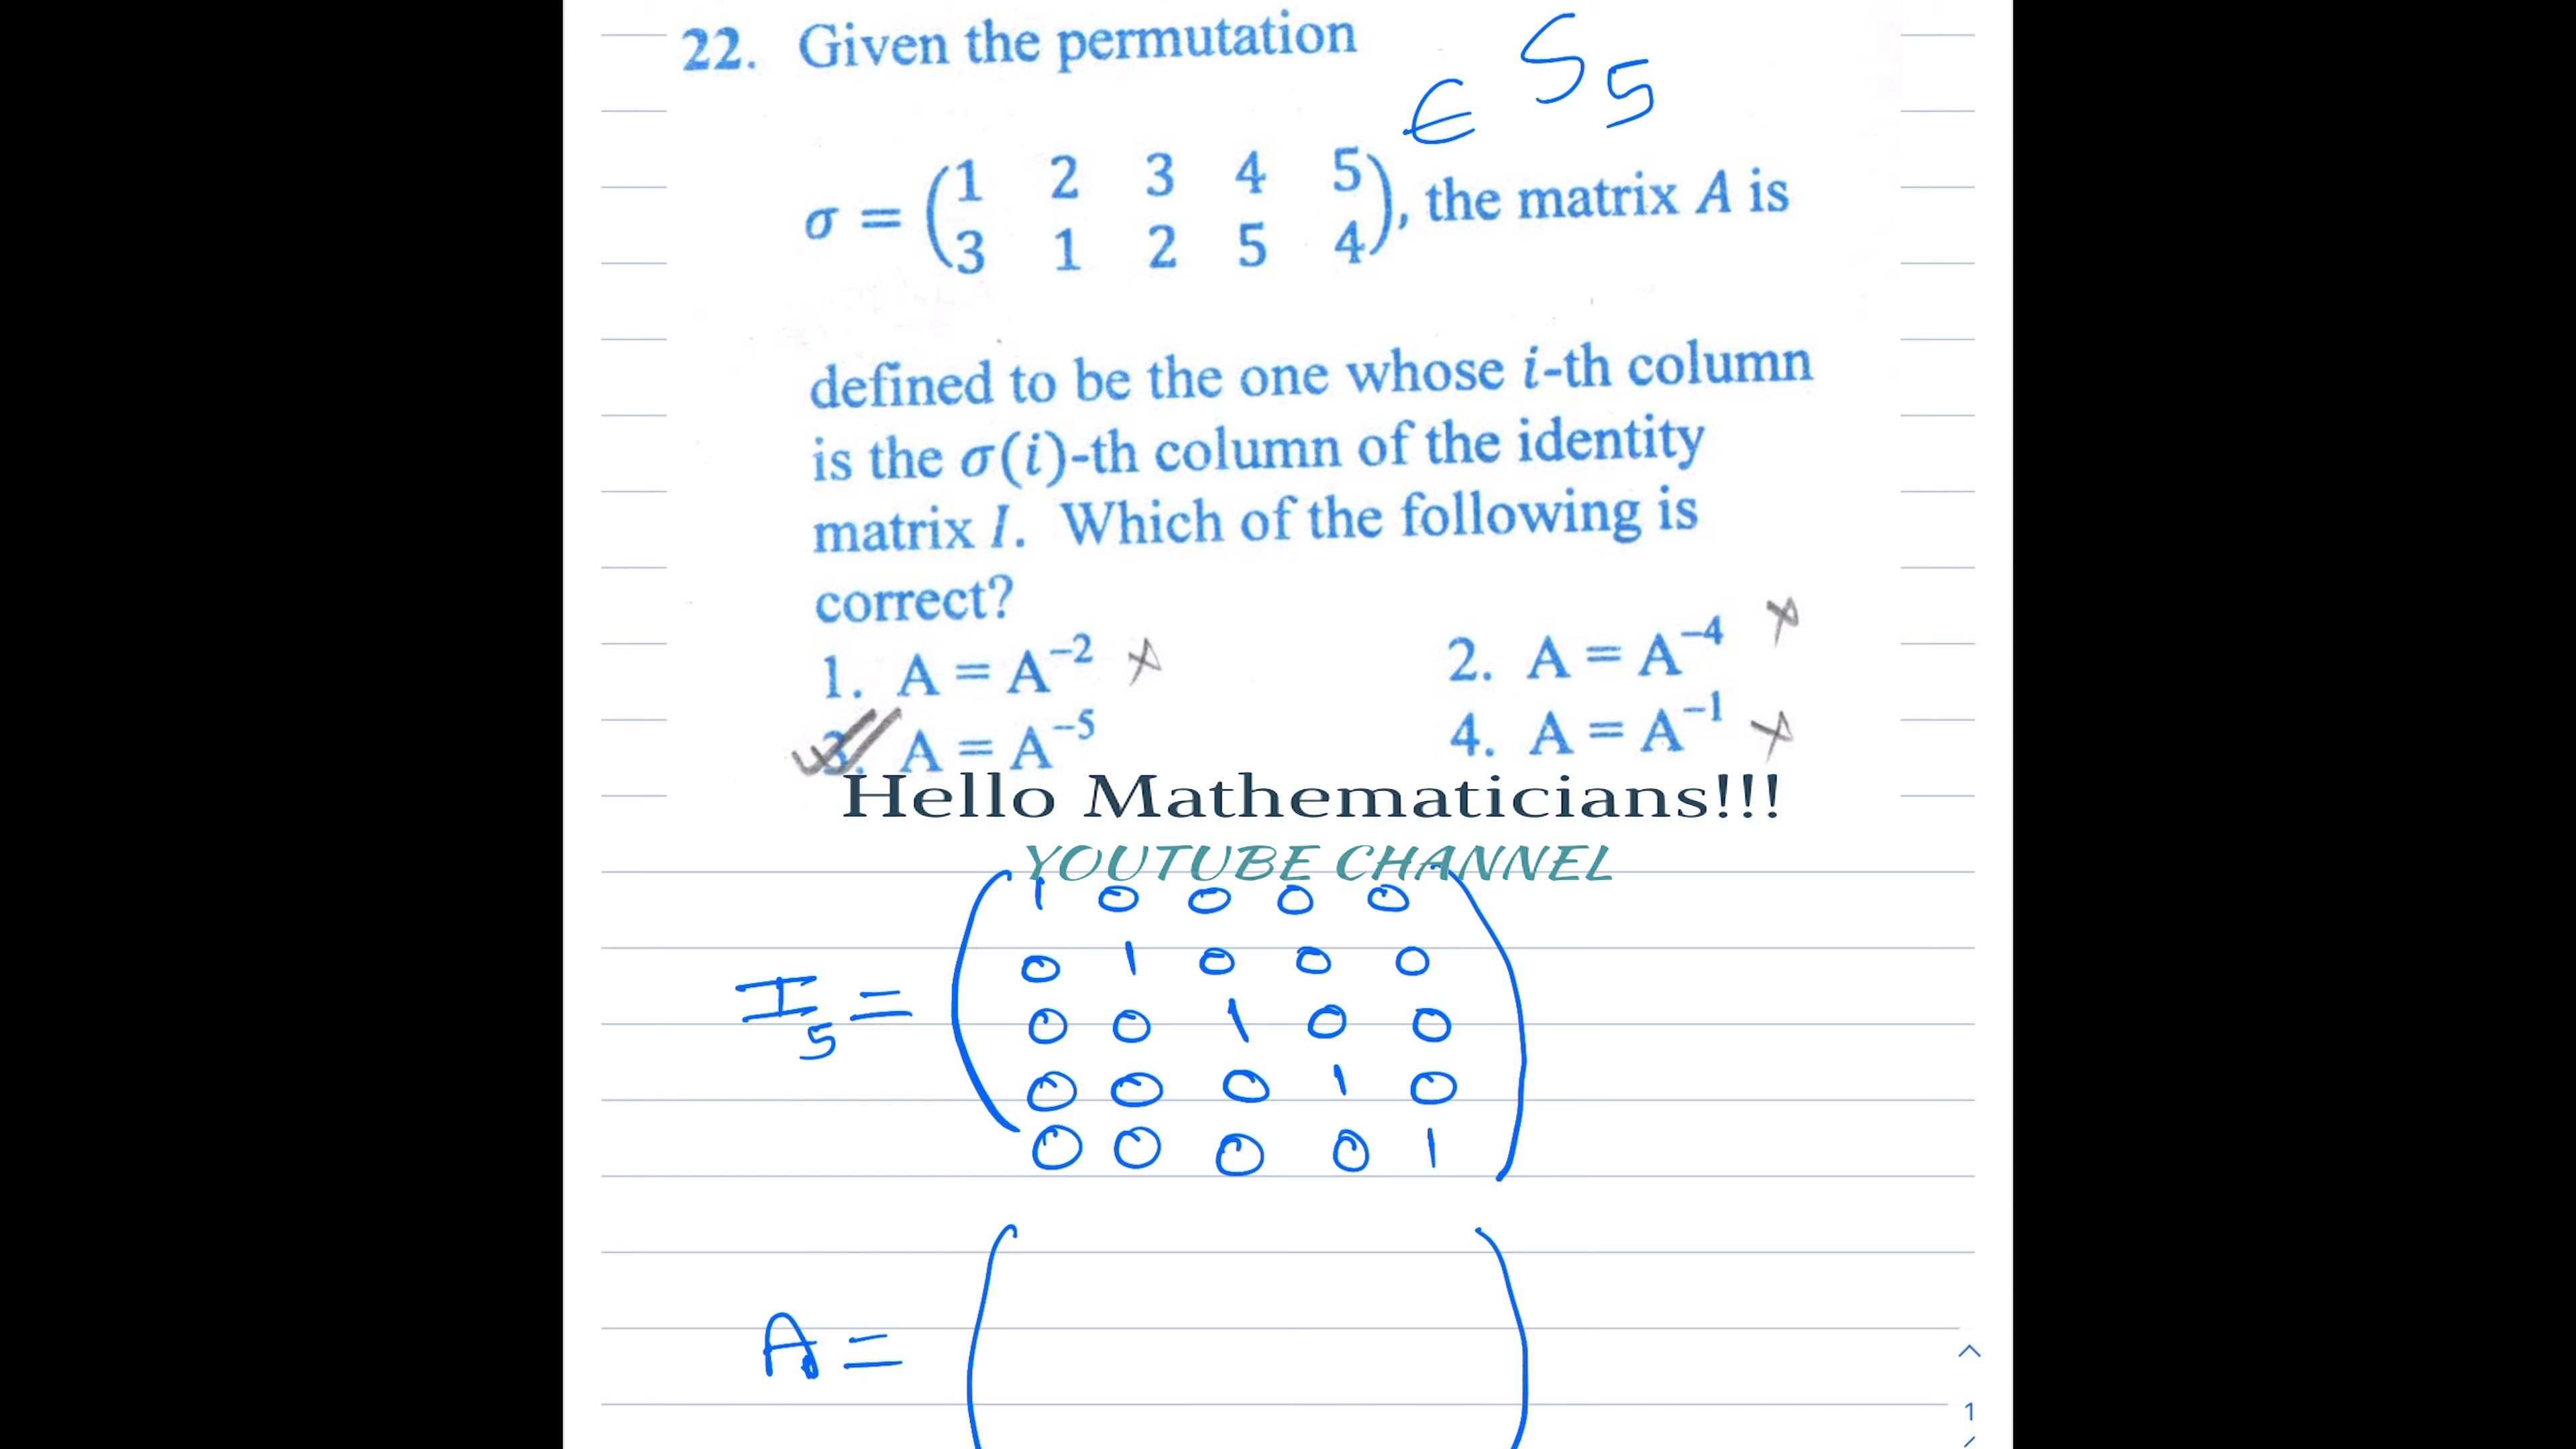 22. Given the permutation
∈ S5
σ = (1 2 3 4 5
3 1 2 5 4), the matrix A is
defined to be the one whose i-th column
is the σ(i)-th column of the identity
matrix I. Which of the following is
correct?
1. A = A⁻² 2. A = A⁻⁴
3. A = A⁻⁵ 4. A = A⁻¹
Hello Mathematicians!!!
YOUTUBE CHANNEL
1 0 0 0 0
0 1 0 0 0
I5 = 0 0 1 0 0
0 0 0 1 0
0 0 0 0 1
A =
1